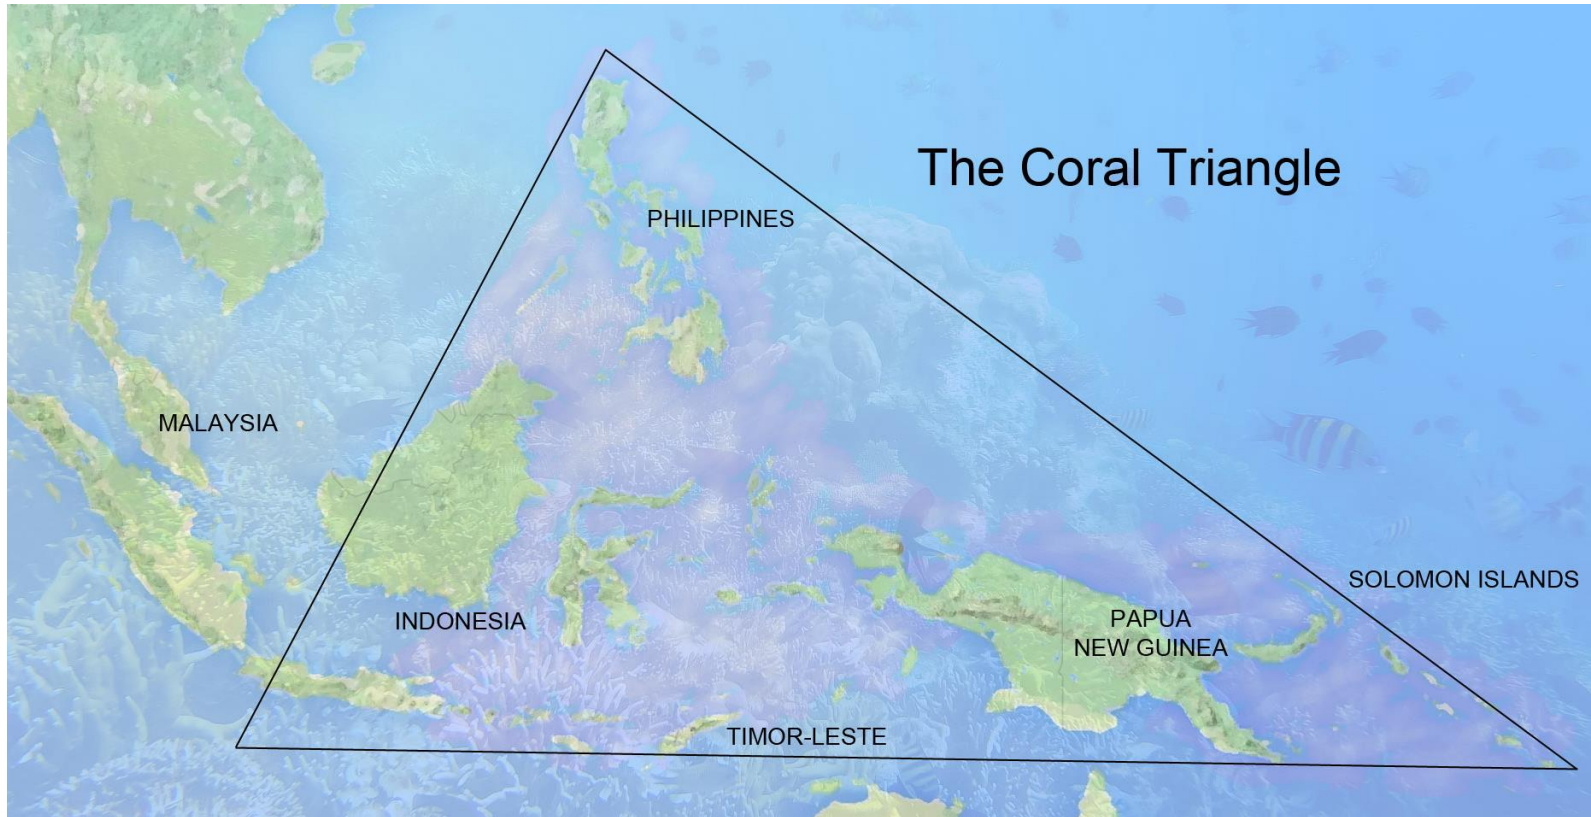 The Coral Triangle
PHILIPPINES
MALAYSIA
SOLOMON ISLANDS
INDONESIA
PAPUA
NEW GUINEA
TIMOR-LESTE